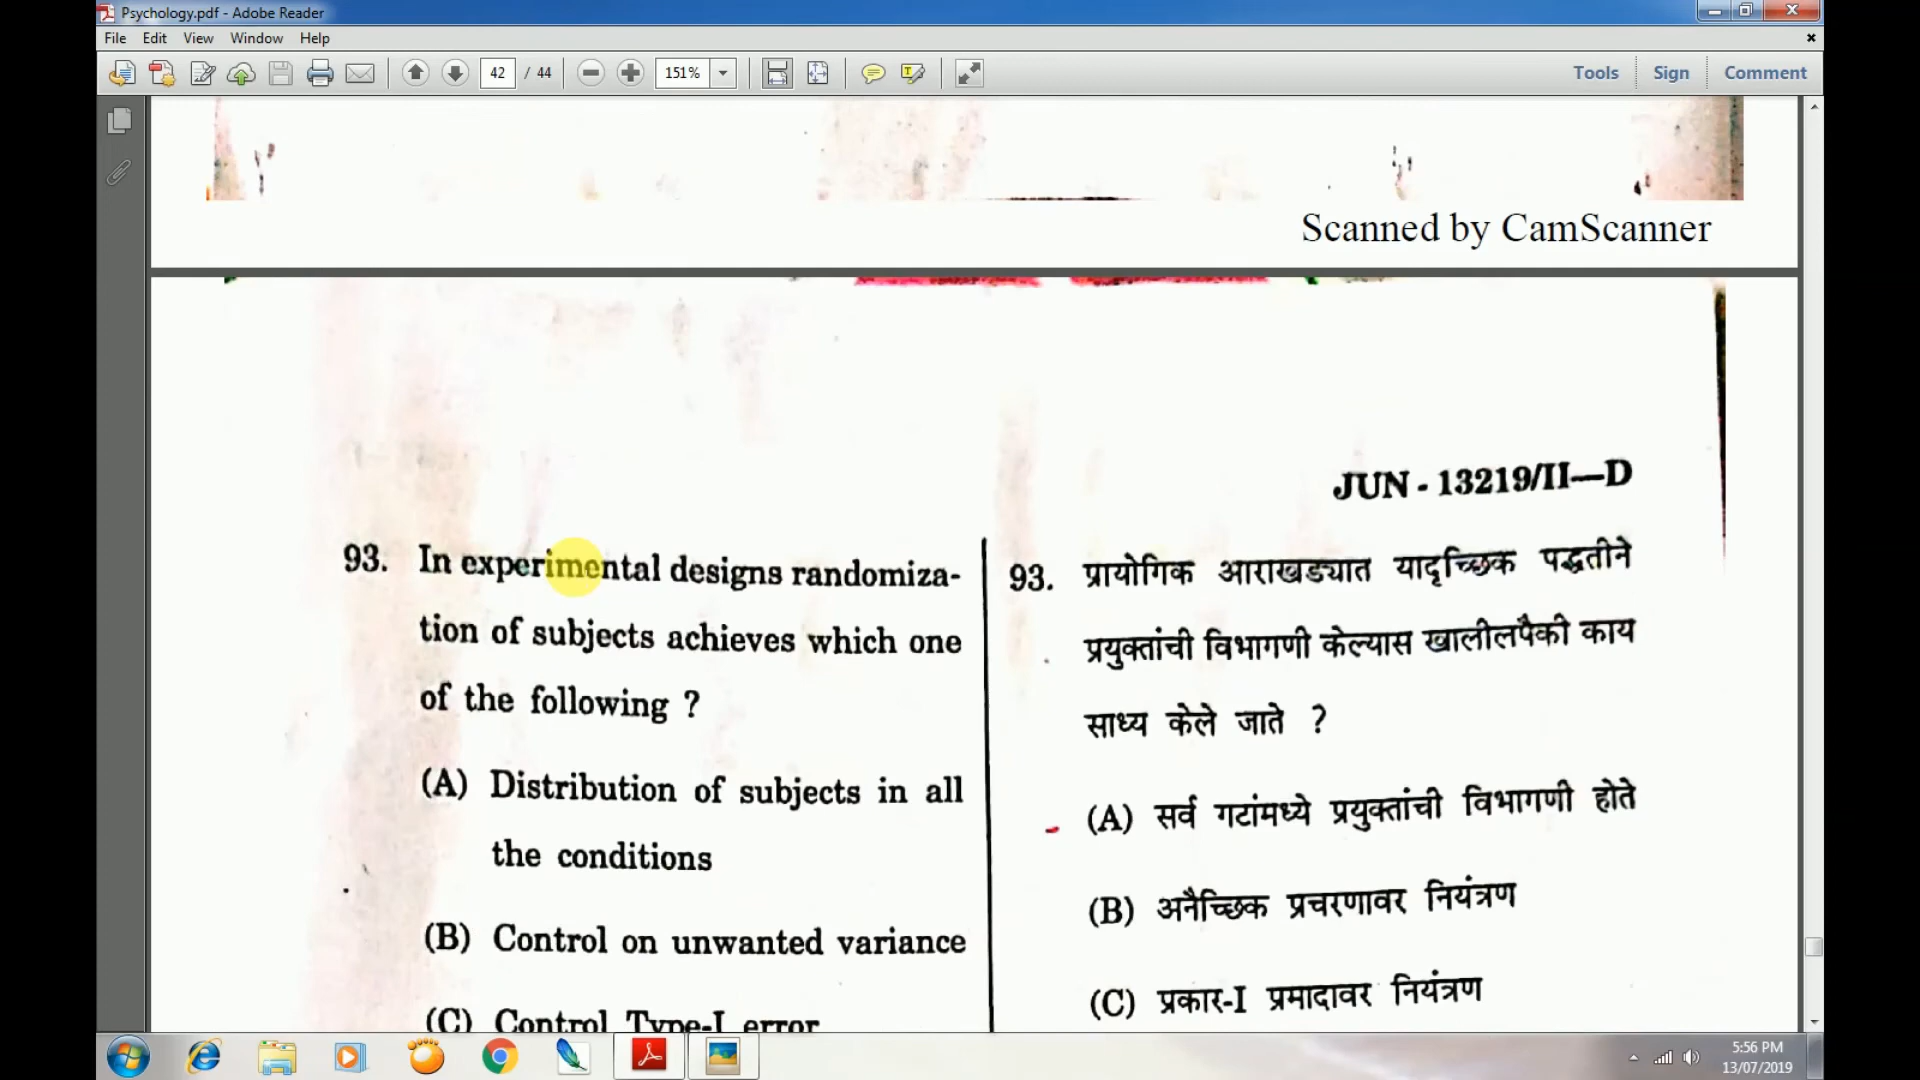 Psychology.pdf - Adobe Reader
File Edit View Window Help
42 / 44 151% Tools Sign Comment
Scanned by CamScanner
JUN - 13219/II—D
93. In experimental designs randomiza-
tion of subjects achieves which one
of the following ?
(A) Distribution of subjects in all
the conditions
(B) Control on unwanted variance
(C) Control Type-I error
93. प्रायोगिक आराखड्यात यादृच्छिक पद्धतीने
प्रयुक्तांची विभागणी केल्यास खालीलपैकी काय
साध्य केले जाते ?
(A) सर्व गटांमध्ये प्रयुक्तांची विभागणी होते
(B) अनैच्छिक प्रचरणावर नियंत्रण
(C) प्रकार-I प्रमादावर नियंत्रण
5:56 PM
13/07/2019